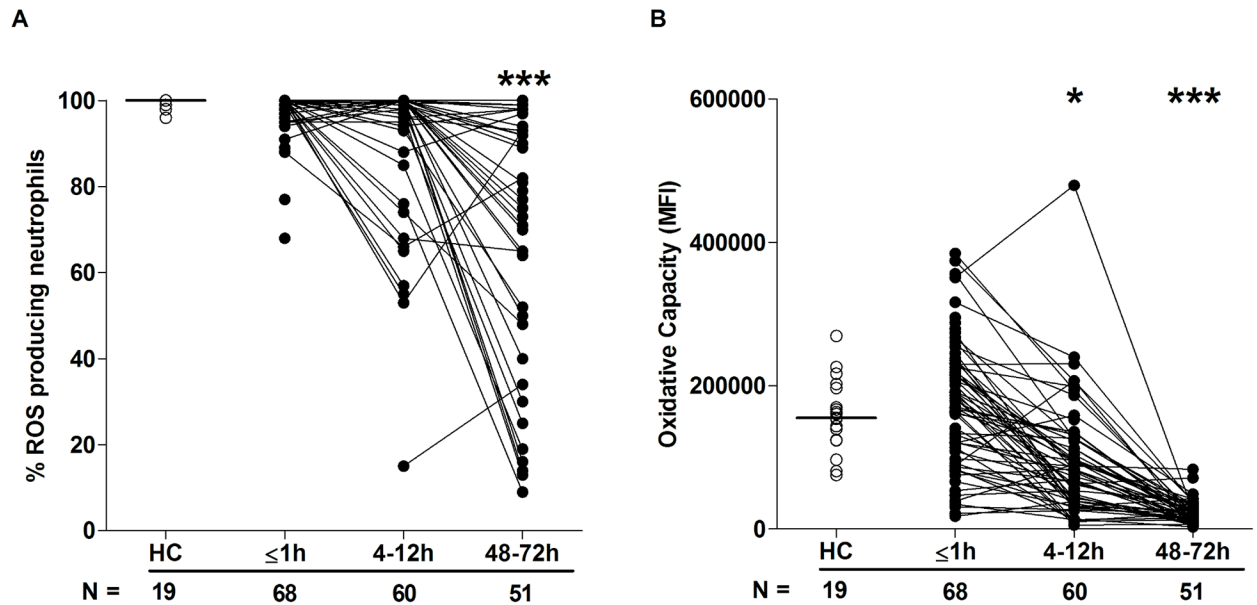 A
***
% ROS producing neutrophils
100
80
60
40
20
0
HC ≤1h 4-12h 48-72h
N = 19 68 60 51
B
* ***
Oxidative Capacity (MFI)
600000
400000
200000
0
HC ≤1h 4-12h 48-72h
N = 19 68 60 51